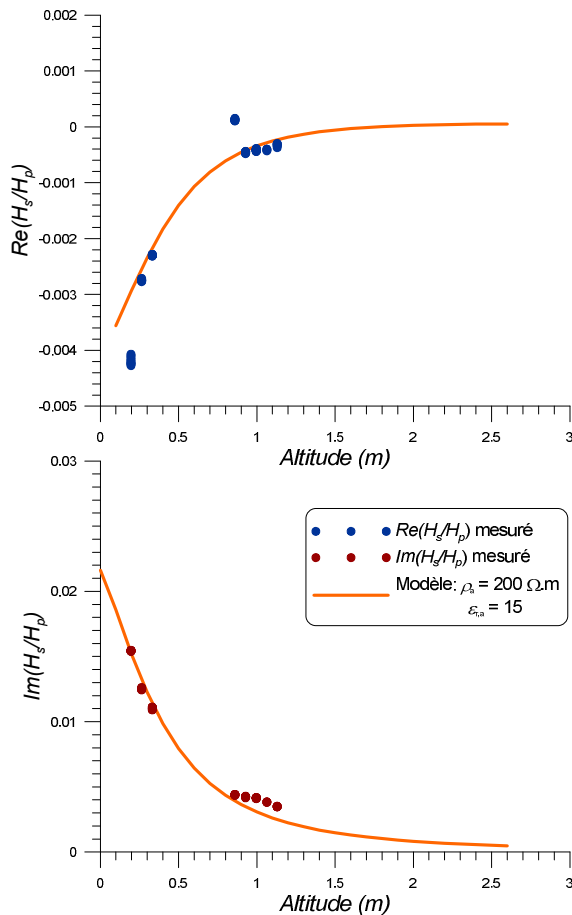 0.002
0.001
0
-0.001
-0.002
-0.003
-0.004
-0.005
Re(Hs/Hp)
0 0.5 1 1.5 2 2.5 3
Altitude (m)
0.03
0.02
0.01
0
Im(Hs/Hp)
Re(Hs/Hp) mesuré
Im(Hs/Hp) mesuré
Modèle: ρa = 200 Ω.m
εr,a = 15
0 0.5 1 1.5 2 2.5 3
Altitude (m)